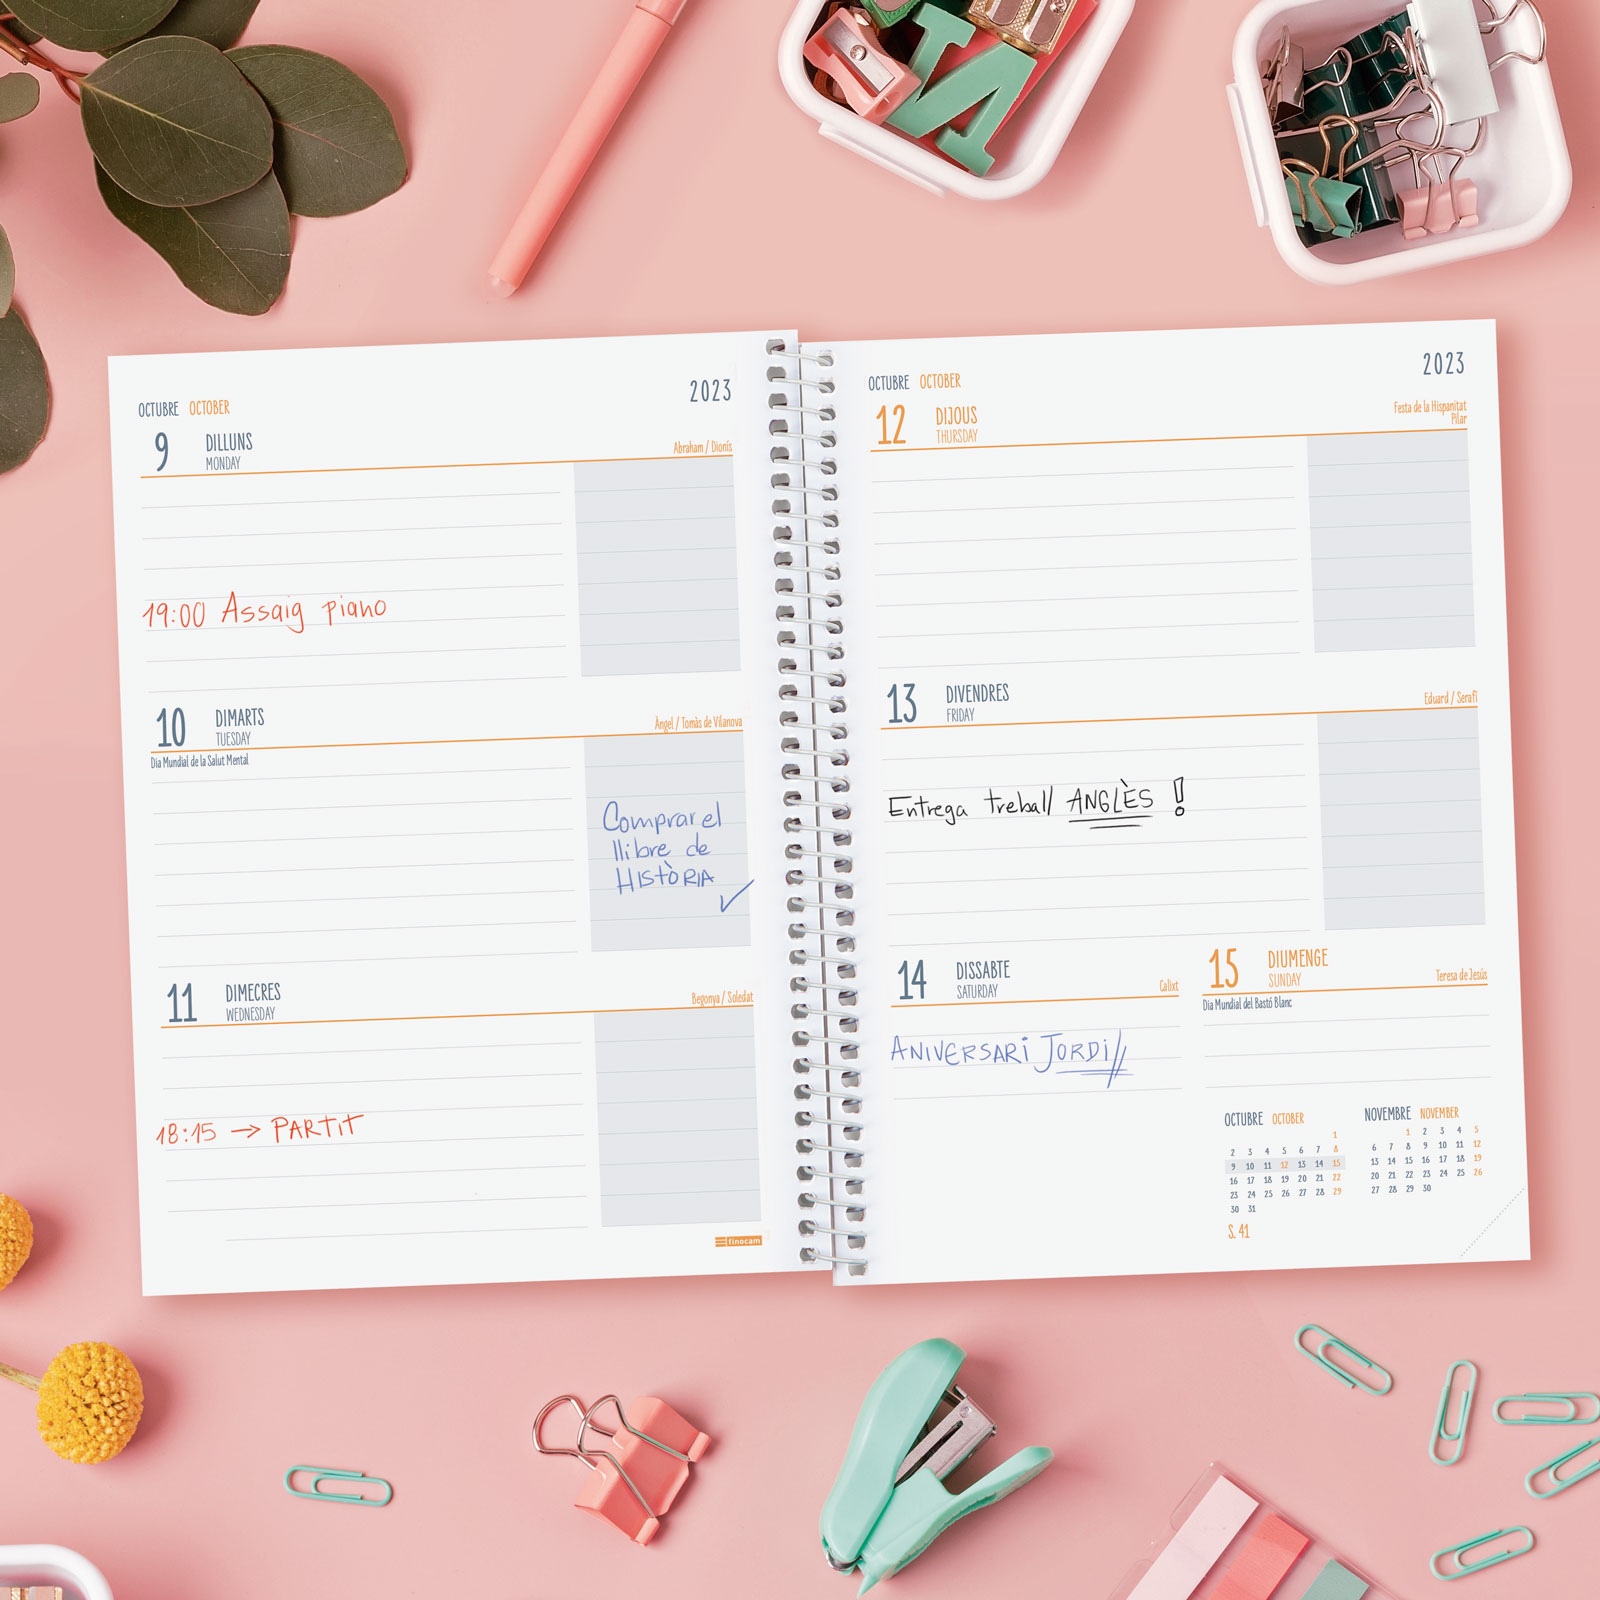 OCTUBRE OCTOBER
2023
9 DILLUNS
MONDAY
Abraham / Dionís
19:00 Assaig piano
10 DIMARTS
TUESDAY
Àngel / Tomàs de Vilanova
Dia Mundial de la Salut Mental
Comprar el
llibre de
HISTÒRIA
11 DIMECRES
WEDNESDAY
Begonya / Soledat
18:15 → PARTIT
finocam
OCTUBRE OCTOBER
2023
12 DIJOUS
THURSDAY
Festa de la Hispanitat
Pilar
13 DIVENDRES
FRIDAY
Eduard / Serafí
Entrega treball ANGLÈS !
14 DISSABTE
SATURDAY
Calixt
ANIVERSARI JORDI
15 DIUMENGE
SUNDAY
Teresa de Jesús
Dia Mundial del Bastó Blanc
OCTUBRE OCTOBER
1
2 3 4 5 6 7 8
9 10 11 12 13 14 15
16 17 18 19 20 21 22
23 24 25 26 27 28 29
30 31
S. 41
NOVEMBRE NOVEMBER
1 2 3 4 5
6 7 8 9 10 11 12
13 14 15 16 17 18 19
20 21 22 23 24 25 26
27 28 29 30